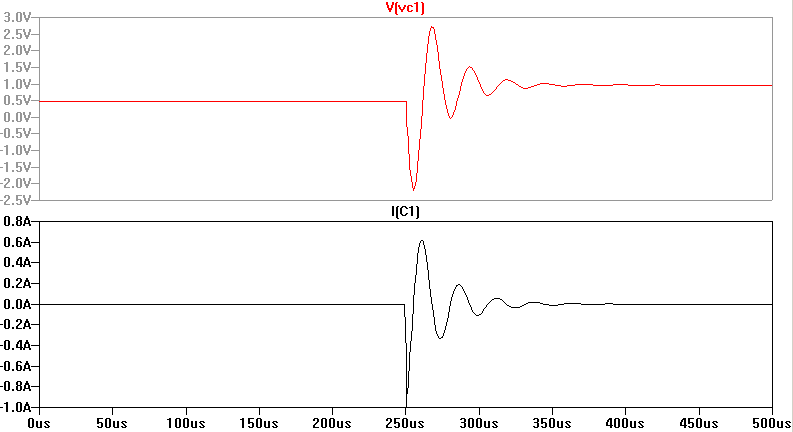 V(vc1)
3.0V
2.5V
2.0V
1.5V
1.0V
0.5V
0.0V
-0.5V
-1.0V
-1.5V
-2.0V
-2.5V
I(C1)
0.8A
0.6A
0.4A
0.2A
0.0A
-0.2A
-0.4A
-0.6A
-0.8A
-1.0A
0us 50us 100us 150us 200us 250us 300us 350us 400us 450us 500us